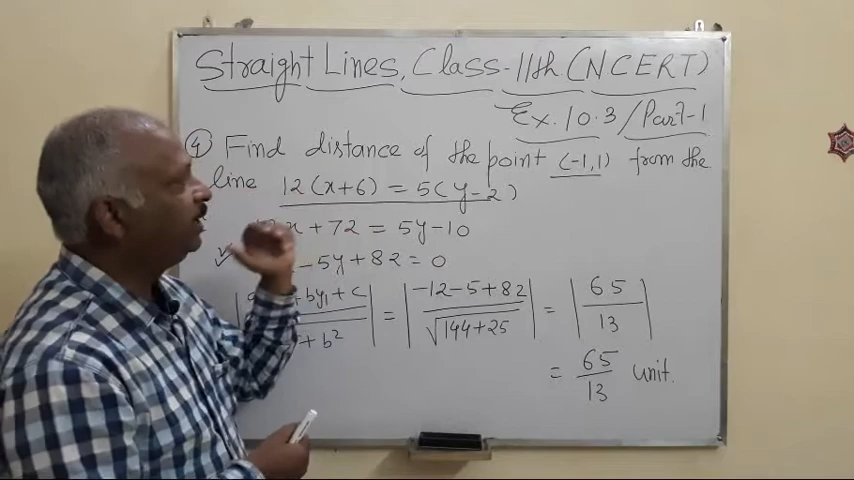 Straight Lines, Class-11th (NCERT)
Ex. 10.3/Part-1
④ Find distance of the point (-1,1) from the
line 12(x+6) = 5(y-2)
x + 72 = 5y-10
-5y+82 = 0
+by₁+c = | -12-5+82 / √144+25 | = | 65 / 13 |
+b²
= 65/13 unit.